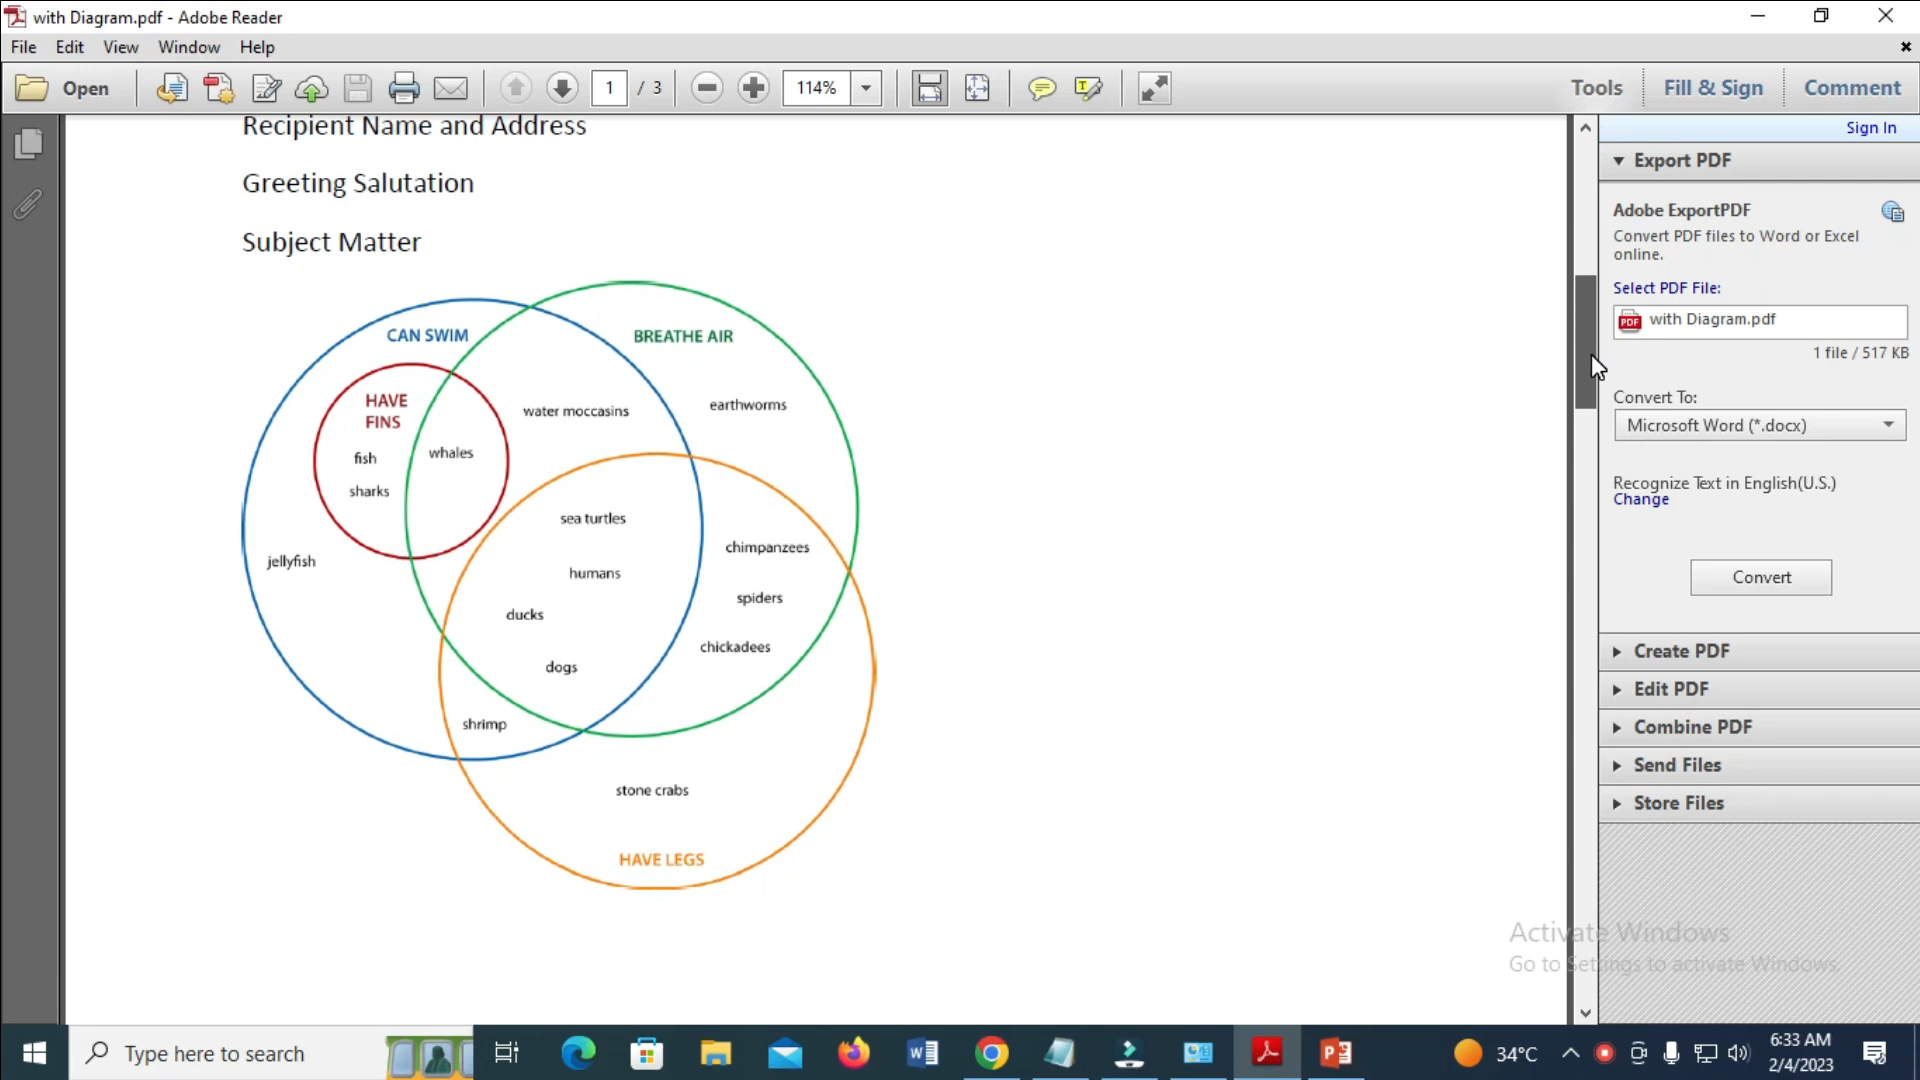 with Diagram.pdf - Adobe Reader
File Edit View Window Help
Open 1 / 3 114% Tools Fill & Sign Comment
Sign In
Recipient Name and Address
Greeting Salutation
Subject Matter
CAN SWIM
BREATHE AIR
HAVE
FINS
water moccasins
earthworms
fish
whales
sharks
sea turtles
chimpanzees
jellyfish
humans
spiders
ducks
chickadees
dogs
shrimp
stone crabs
HAVE LEGS
Export PDF
Adobe ExportPDF
Convert PDF files to Word or Excel
online.
Select PDF File:
PDF with Diagram.pdf
1 file / 517 KB
Convert To:
Microsoft Word (*.docx)
Recognize Text in English(U.S.)
Change
Convert
Create PDF
Edit PDF
Combine PDF
Send Files
Store Files
Activate Windows
Go to Settings to activate Windows.
Type here to search
34°C
6:33 AM
2/4/2023